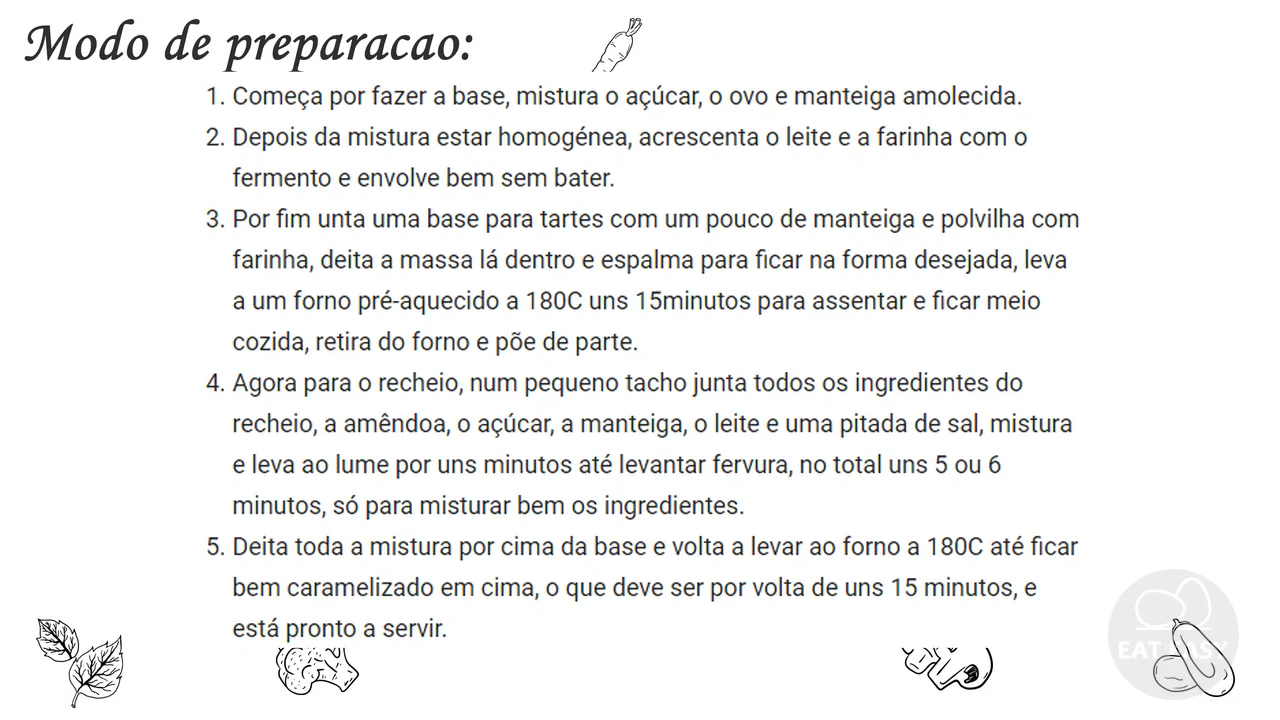 Modo de preparacao:
1. Começa por fazer a base, mistura o açúcar, o ovo e manteiga amolecida.
2. Depois da mistura estar homogénea, acrescenta o leite e a farinha com o
fermento e envolve bem sem bater.
3. Por fim unta uma base para tartes com um pouco de manteiga e polvilha com
farinha, deita a massa lá dentro e espalma para ficar na forma desejada, leva
a um forno pré-aquecido a 180C uns 15minutos para assentar e ficar meio
cozida, retira do forno e põe de parte.
4. Agora para o recheio, num pequeno tacho junta todos os ingredientes do
recheio, a amêndoa, o açúcar, a manteiga, o leite e uma pitada de sal, mistura
e leva ao lume por uns minutos até levantar fervura, no total uns 5 ou 6
minutos, só para misturar bem os ingredientes.
5. Deita toda a mistura por cima da base e volta a levar ao forno a 180C até ficar
bem caramelizado em cima, o que deve ser por volta de uns 15 minutos, e
está pronto a servir.
EAT EASY